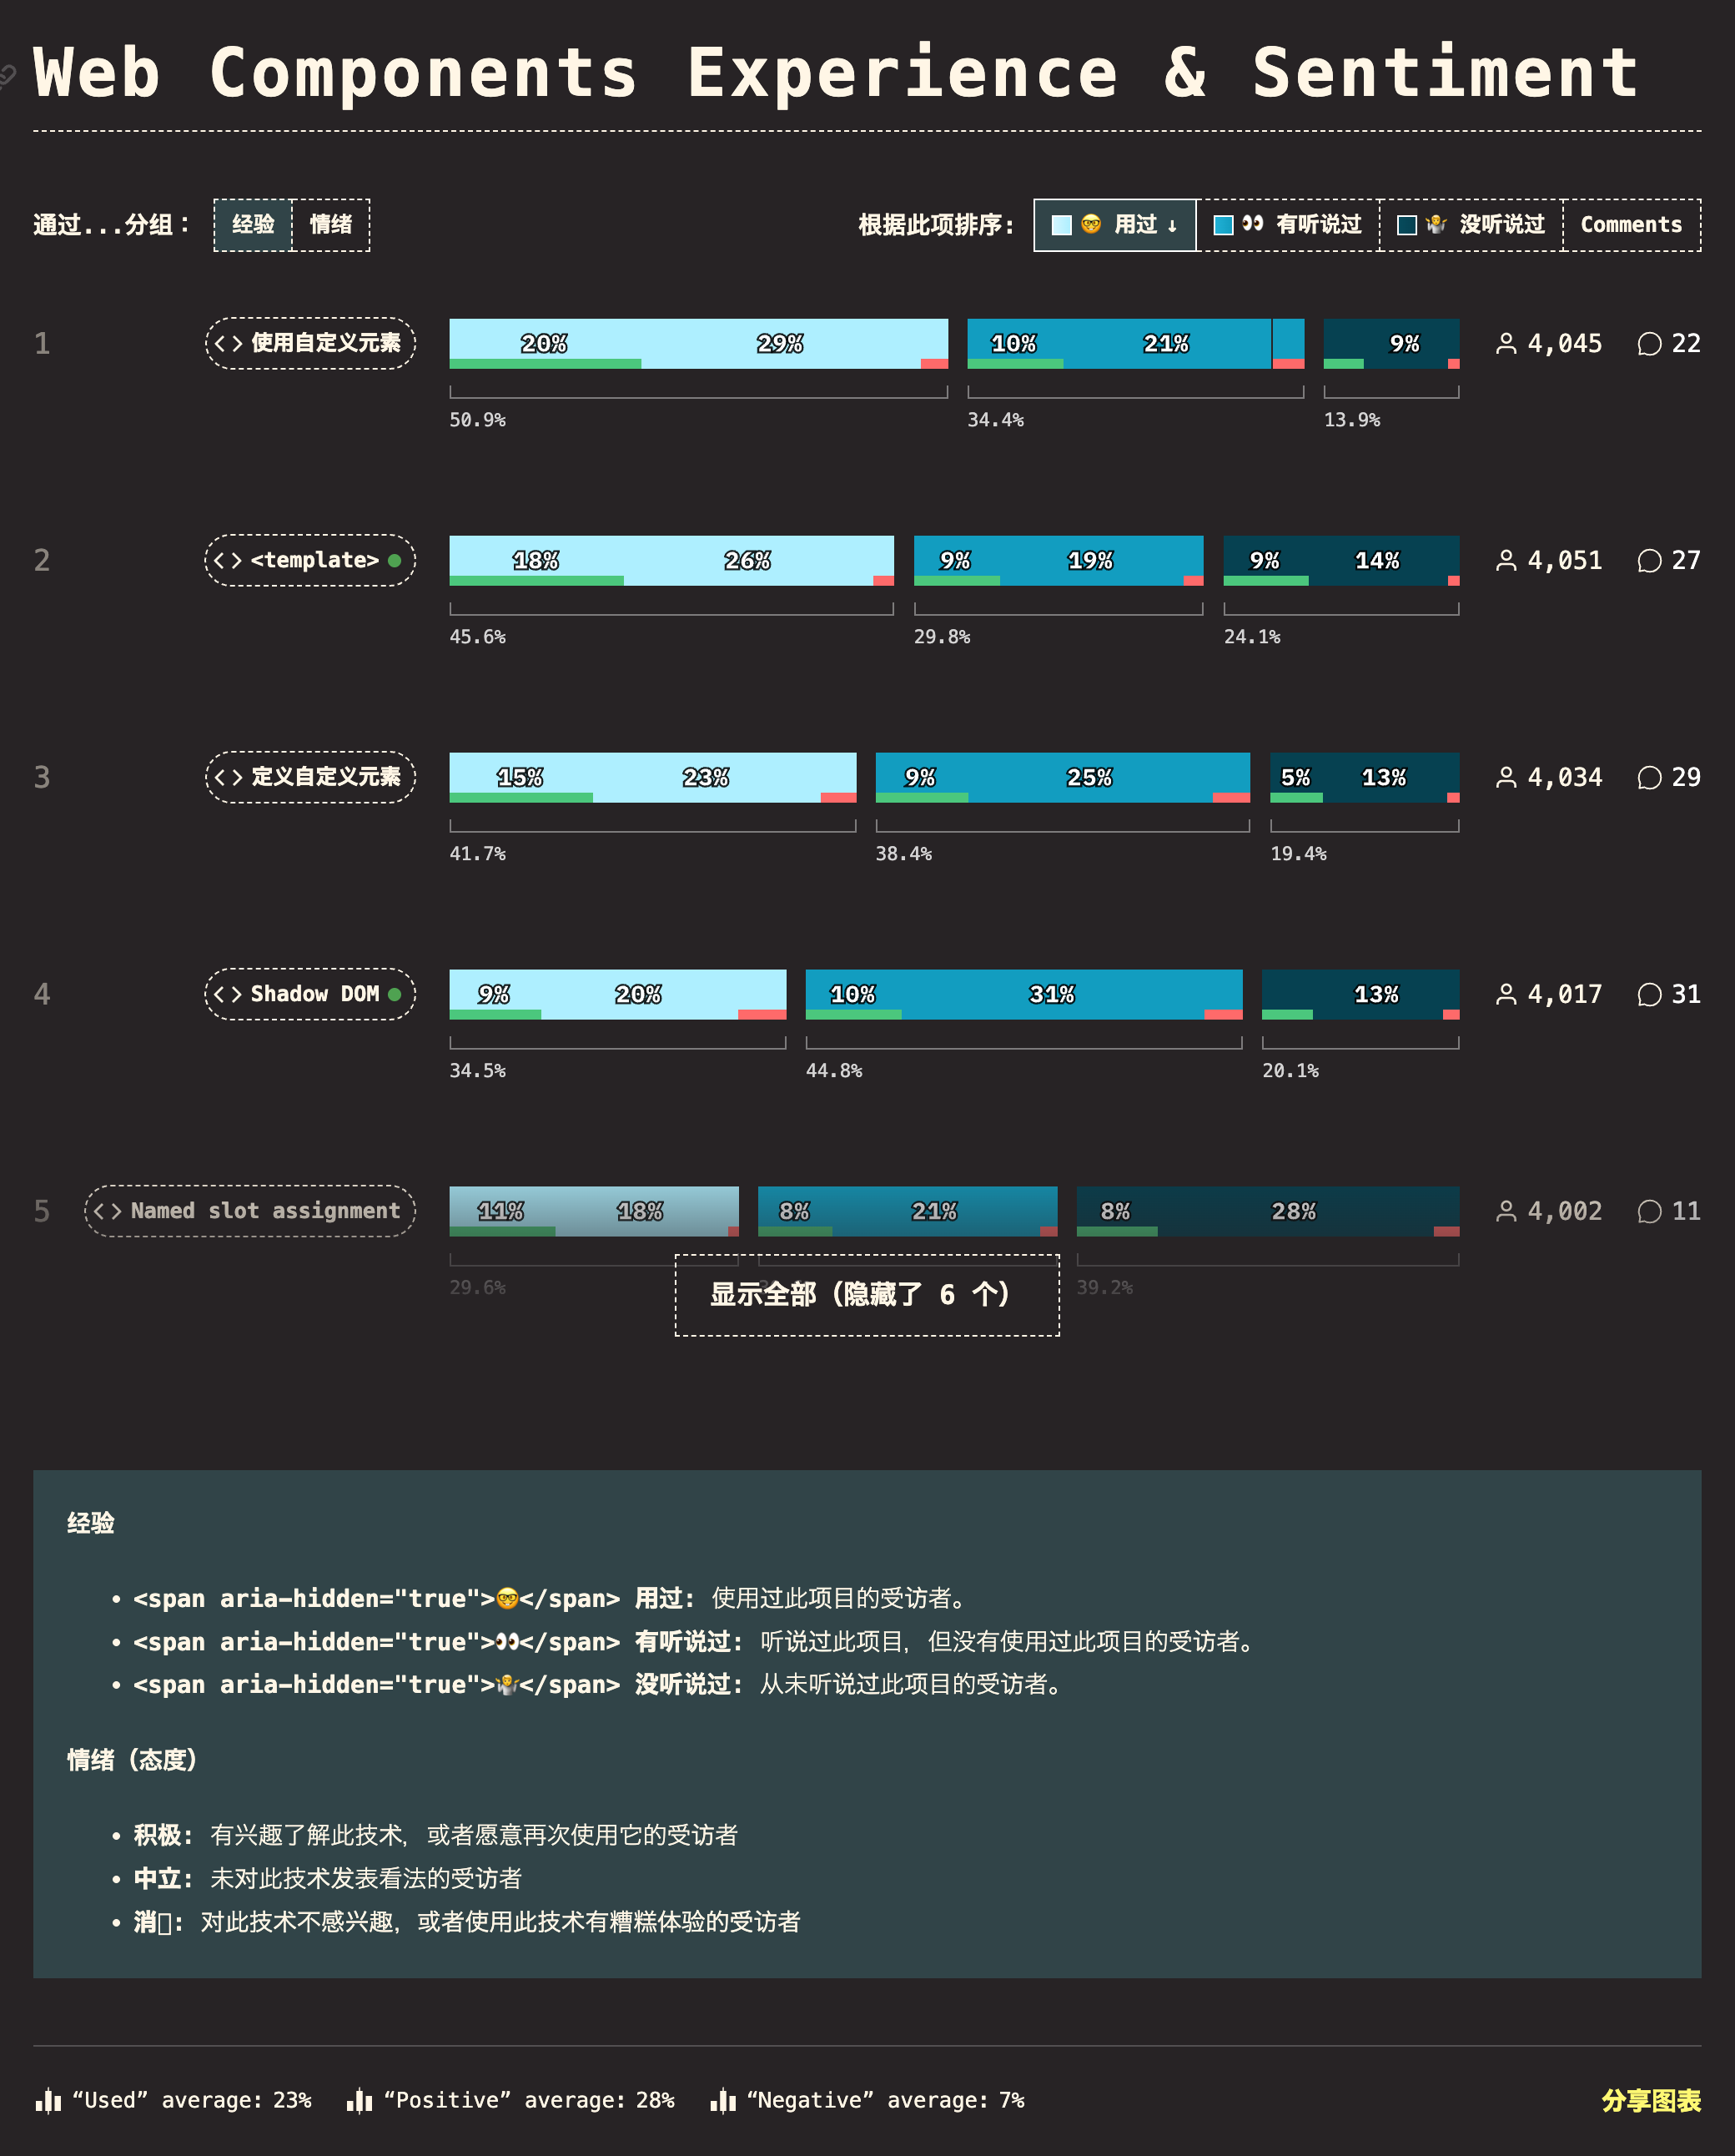 Web Components Experience & Sentiment
通过...分组： 经验 情绪 根据此项排序: 🤓 用过 ↓ 👀 有听说过 🤷 没听说过 Comments
1 <> 使用自定义元素 20% 29% 10% 21% 9% 4,045 22
50.9% 34.4% 13.9%
2 <> <template> 18% 26% 9% 19% 9% 14% 4,051 27
45.6% 29.8% 24.1%
3 <> 定义自定义元素 15% 23% 9% 25% 5% 13% 4,034 29
41.7% 38.4% 19.4%
4 <> Shadow DOM 9% 20% 10% 31% 13% 4,017 31
34.5% 44.8% 20.1%
5 <> Named slot assignment 11% 18% 8% 21% 8% 28% 4,002 11
29.6% 39.2%
显示全部（隐藏了 6 个）
经验
• <span aria-hidden="true">🤓</span> 用过: 使用过此项目的受访者。
• <span aria-hidden="true">👀</span> 有听说过: 听说过此项目，但没有使用过此项目的受访者。
• <span aria-hidden="true">🤷</span> 没听说过: 从未听说过此项目的受访者。
情绪（态度）
• 积极: 有兴趣了解此技术，或者愿意再次使用它的受访者
• 中立: 未对此技术发表看法的受访者
• 消▯: 对此技术不感兴趣，或者使用此技术有糟糕体验的受访者
“Used” average: 23% “Positive” average: 28% “Negative” average: 7% 分享图表